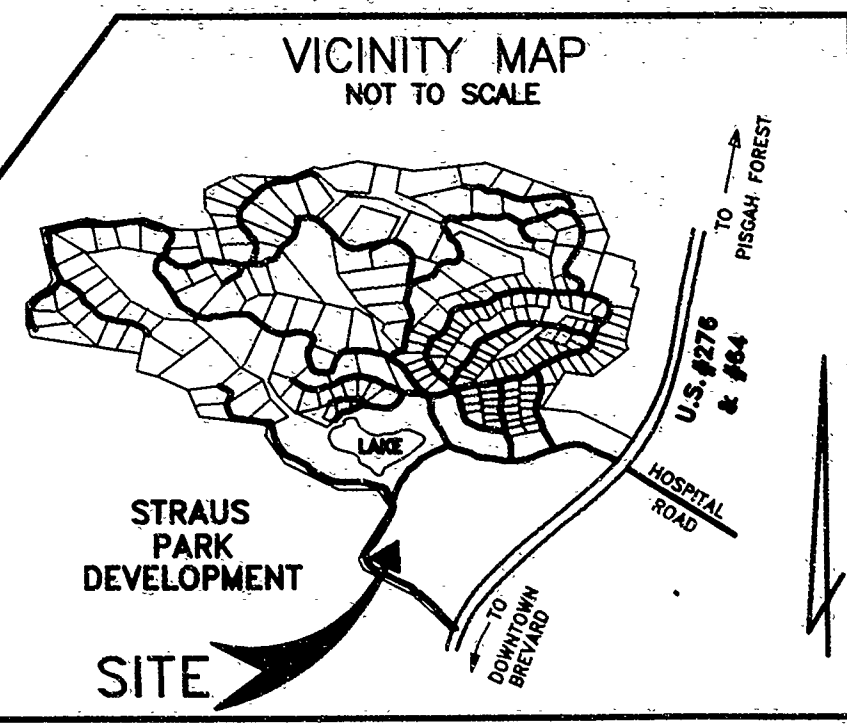 VICINITY MAP
NOT TO SCALE
TO
PISGAH FOREST
U.S. #276
& #64
LAKE
HOSPITAL
ROAD
STRAUS
PARK
DEVELOPMENT
TO
DOWNTOWN
BREVARD
SITE